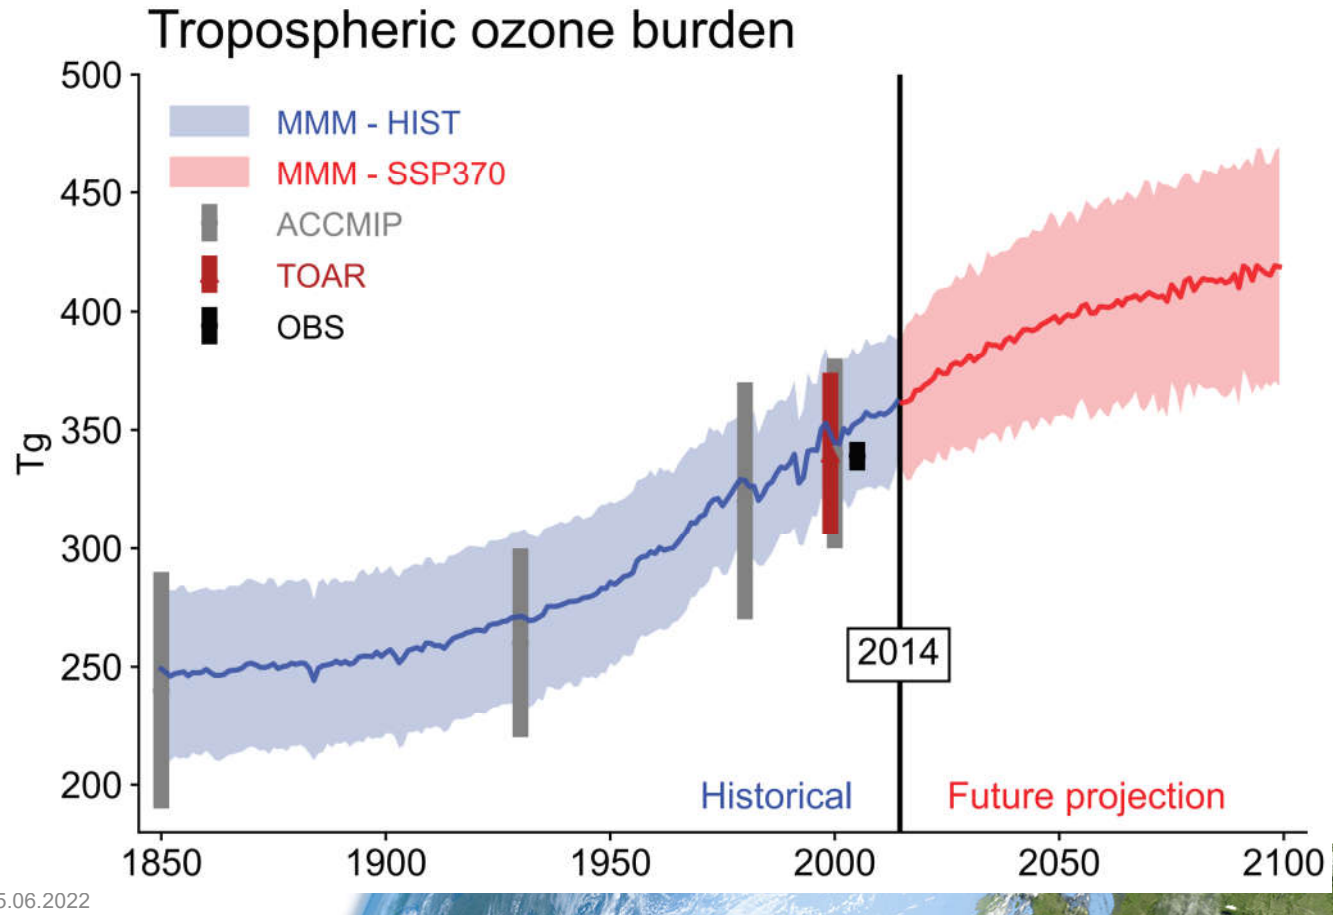 Tropospheric ozone burden
500
450
400
350
300
250
200
Tg
MMM - HIST
MMM - SSP370
ACCMIP
TOAR
OBS
2014
Historical
Future projection
1850
1900
1950
2000
2050
2100
5.06.2022